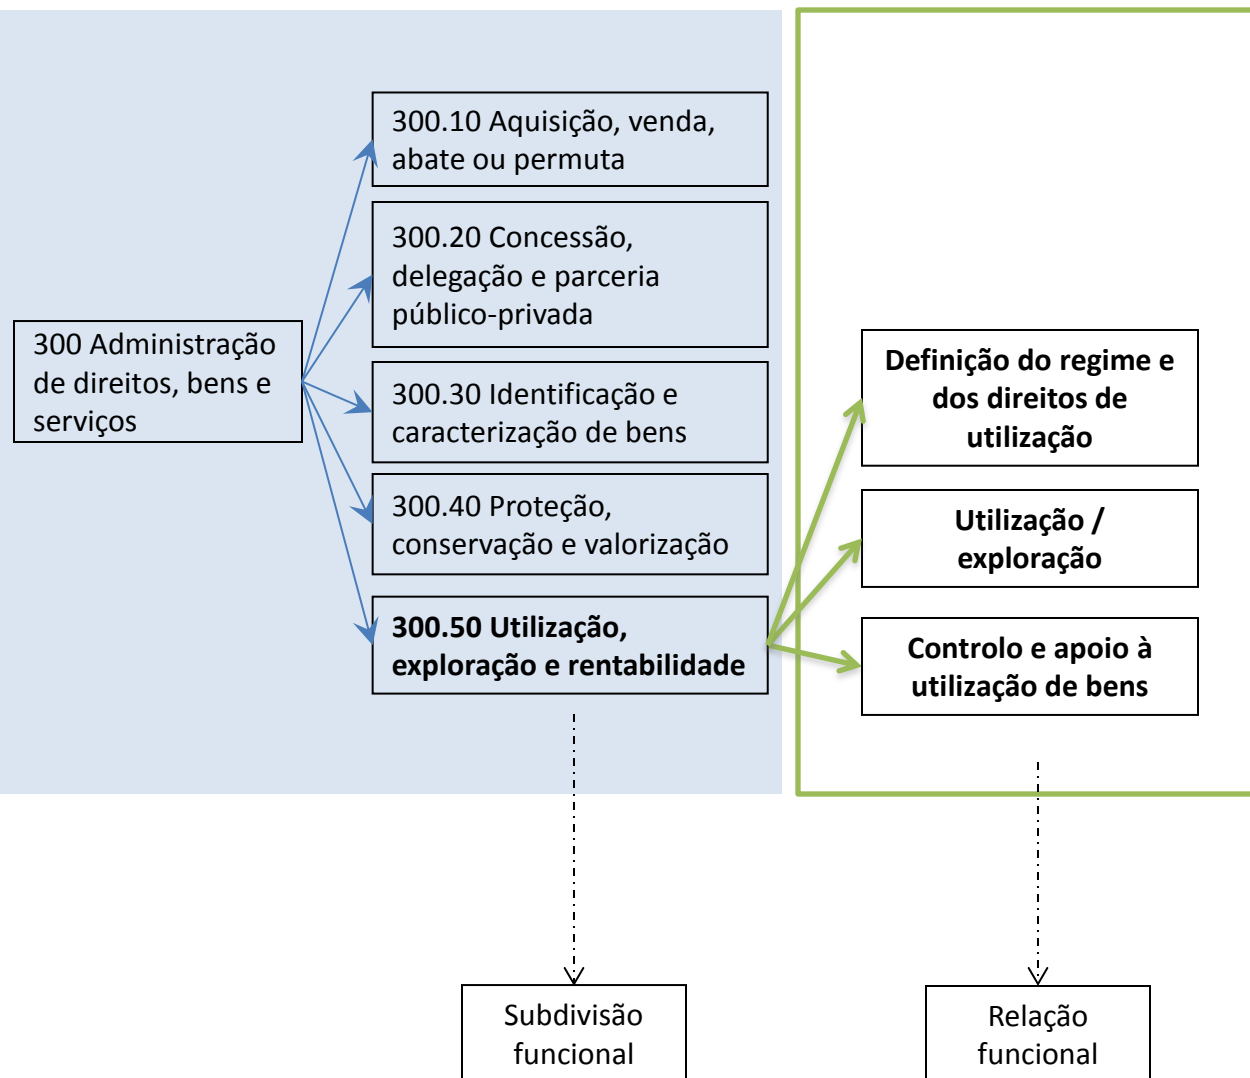 300 Administração
de direitos, bens e
serviços
300.10 Aquisição, venda,
abate ou permuta
300.20 Concessão,
delegação e parceria
público-privada
300.30 Identificação e
caracterização de bens
300.40 Proteção,
conservação e valorização
300.50 Utilização,
exploração e rentabilidade
Definição do regime e
dos direitos de
utilização
Utilização /
exploração
Controlo e apoio à
utilização de bens
Subdivisão
funcional
Relação
funcional